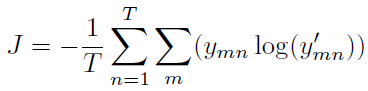 J = -\frac{1}{T} \sum_{n=1}^{T} \sum_{m} (y_{mn} \log(y'_{mn}))